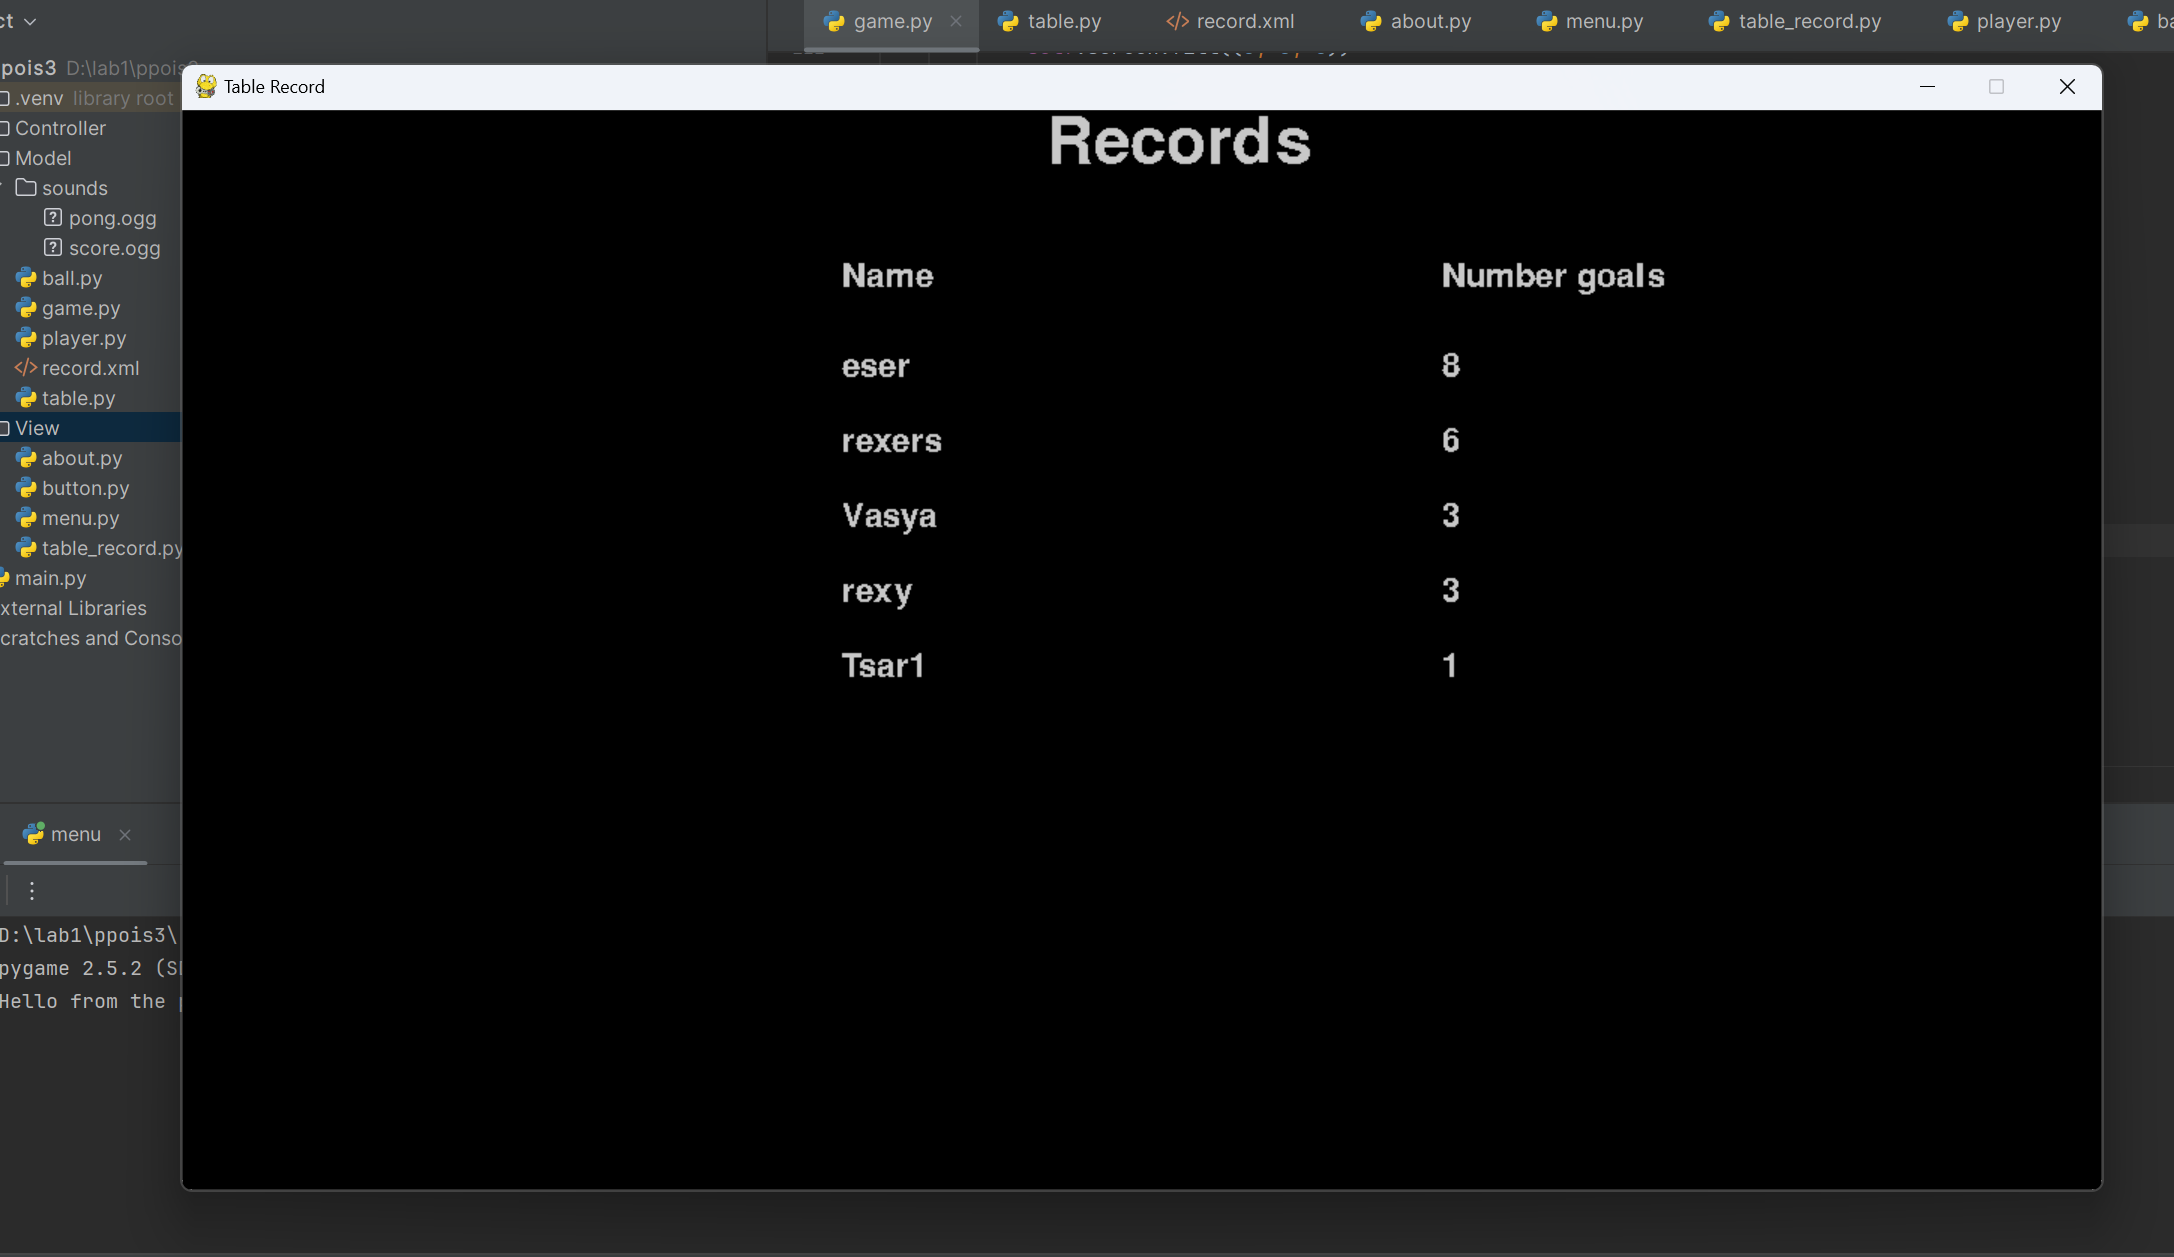 game.py
table.py
record.xml
about.py
menu.py
table_record.py
player.py
ppois3 D:\lab1\ppois3
.venv library root
Controller
Model
sounds
pong.ogg
score.ogg
ball.py
game.py
player.py
record.xml
table.py
View
about.py
button.py
menu.py
table_record.py
main.py
xternal Libraries
cratches and Conso
menu
D:\lab1\ppois3\
pygame 2.5.2 (S
Hello from the
Table Record
Records
Name Number goals
eser 8
rexers 6
Vasya 3
rexy 3
Tsar1 1